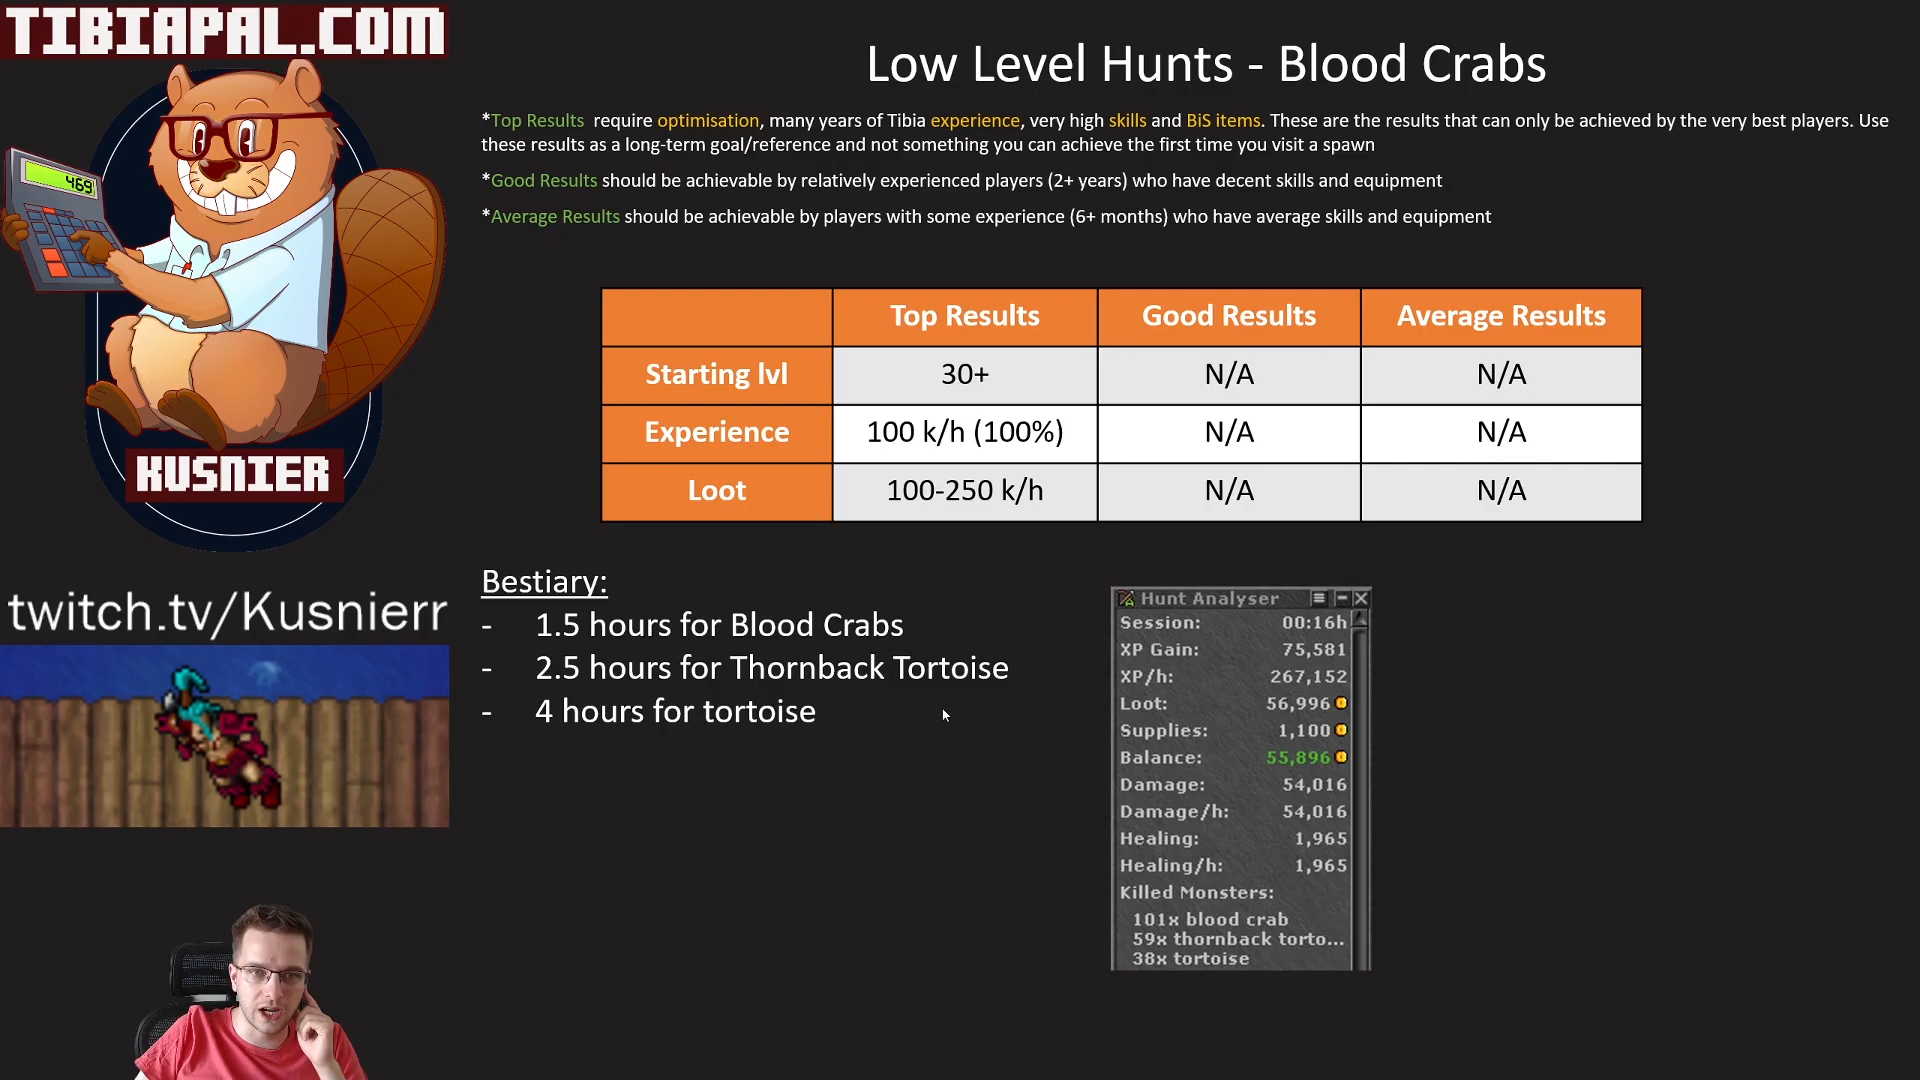 TIBIAPAL.COM
469
KUSNIER
twitch.tv/Kusnierr
Low Level Hunts - Blood Crabs
*Top Results require optimisation, many years of Tibia experience, very high skills and BiS items. These are the results that can only be achieved by the very best players. Use
these results as a long-term goal/reference and not something you can achieve the first time you visit a spawn
*Good Results should be achievable by relatively experienced players (2+ years) who have decent skills and equipment
*Average Results should be achievable by players with some experience (6+ months) who have average skills and equipment
Top Results Good Results Average Results
Starting lvl 30+ N/A N/A
Experience 100 k/h (100%) N/A N/A
Loot 100-250 k/h N/A N/A
Bestiary:
- 1.5 hours for Blood Crabs
- 2.5 hours for Thornback Tortoise
- 4 hours for tortoise
Hunt Analyser
Session: 00:16h
XP Gain: 75,581
XP/h: 267,152
Loot: 56,996
Supplies: 1,100
Balance: 55,896
Damage: 54,016
Damage/h: 54,016
Healing: 1,965
Healing/h: 1,965
Killed Monsters:
101x blood crab
59x thornback torto...
38x tortoise